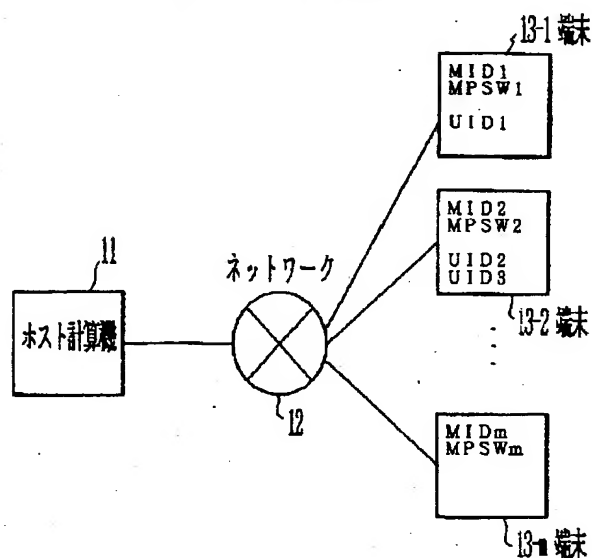 13-1 端末
MID1
MPSW1
UID1
MID2
MPSW2
UID2
UID3
13-2 端末
11
ホスト計算機
ネットワーク
12
MIDm
MPSWm
13-m 端末